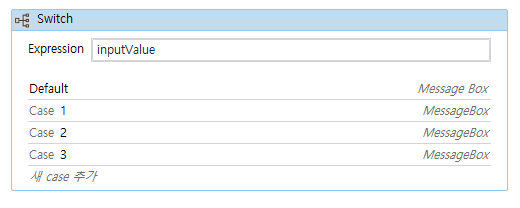 Switch
Expression inputValue
Default Message Box
Case 1 MessageBox
Case 2 MessageBox
Case 3 MessageBox
새 case 추가